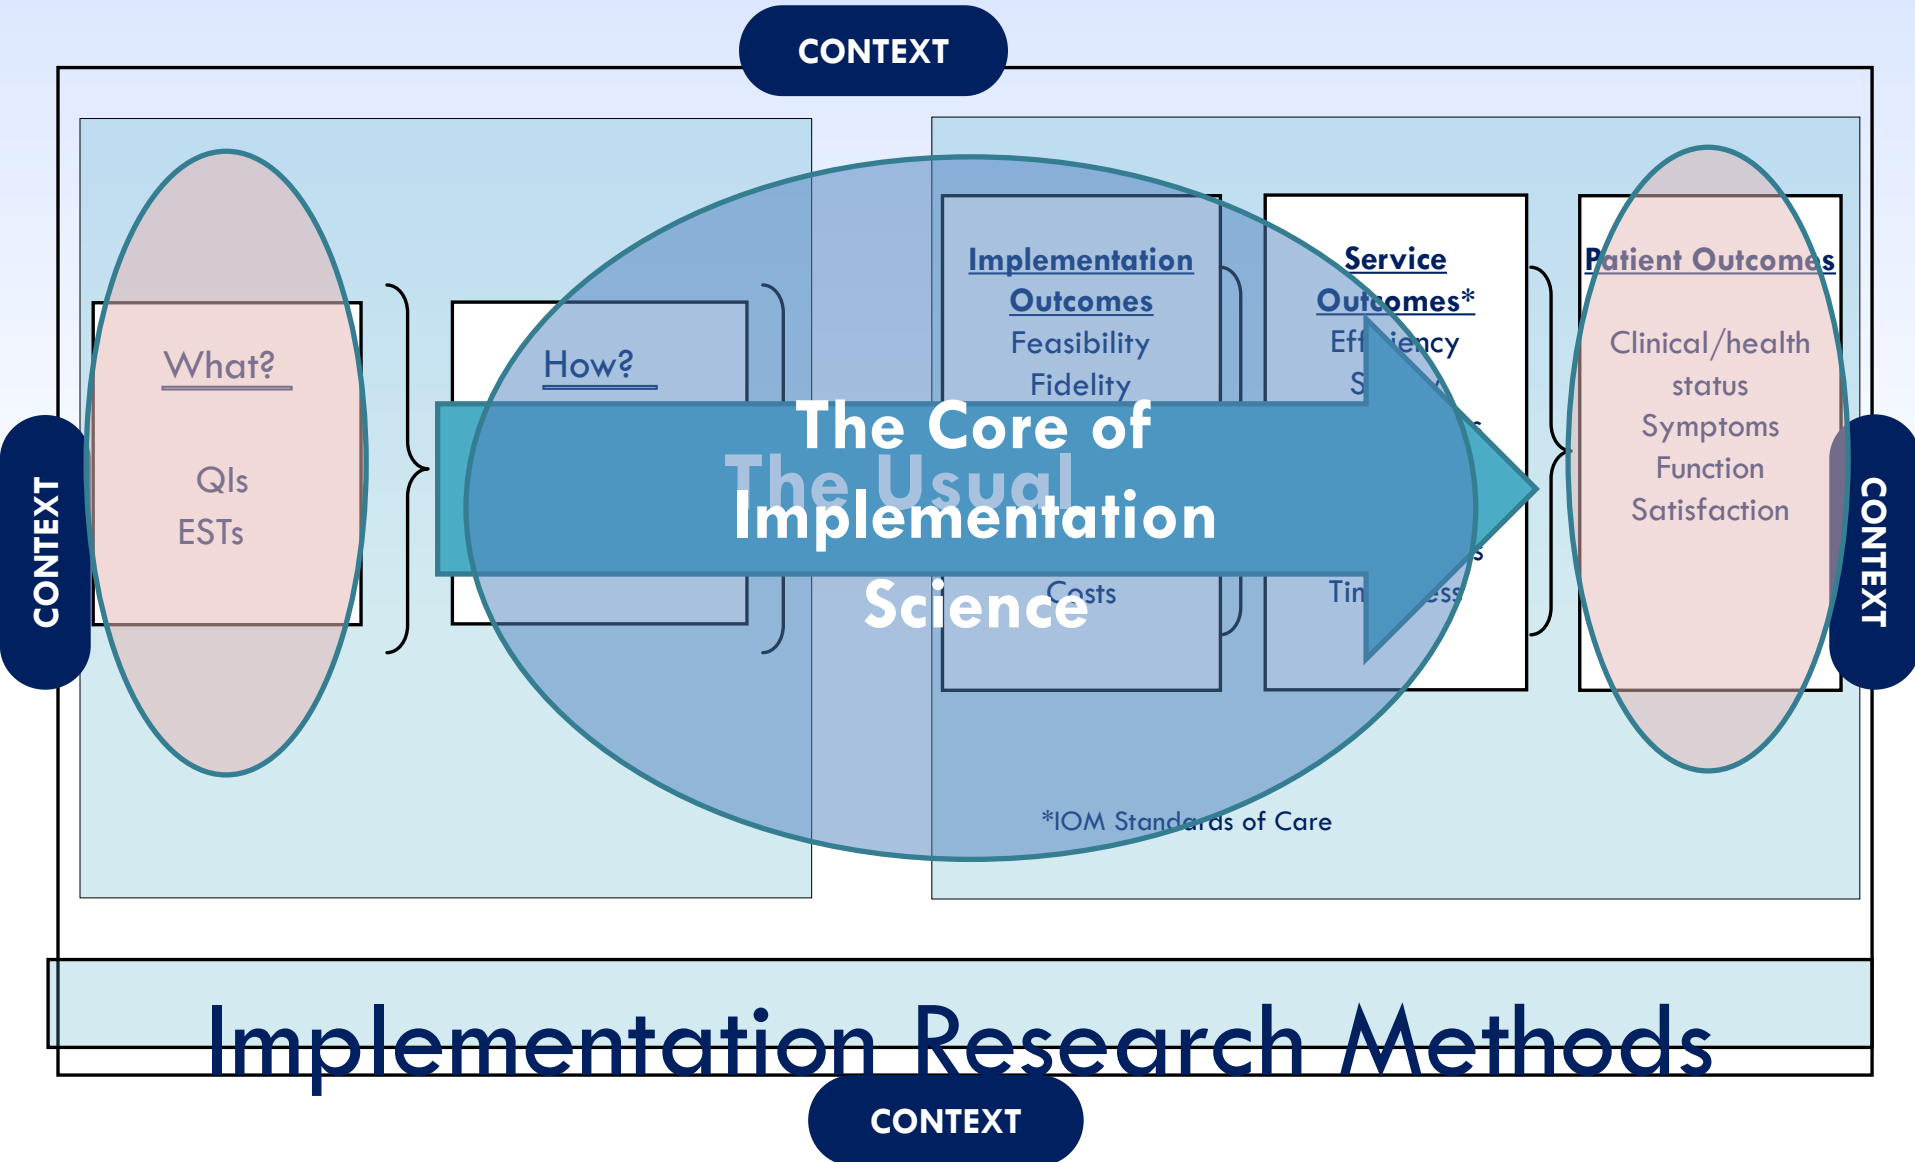 CONTEXT
What?
QIs
ESTs
How?
Implementation
Outcomes
Feasibility
Fidelity
Costs
Service
Outcomes*
Patient Outcomes
Clinical/health
status
Symptoms
Function
Satisfaction
The Core of
Implementation
Science
The Usual
*IOM Standards of Care
CONTEXT
CONTEXT
Implementation Research Methods
CONTEXT